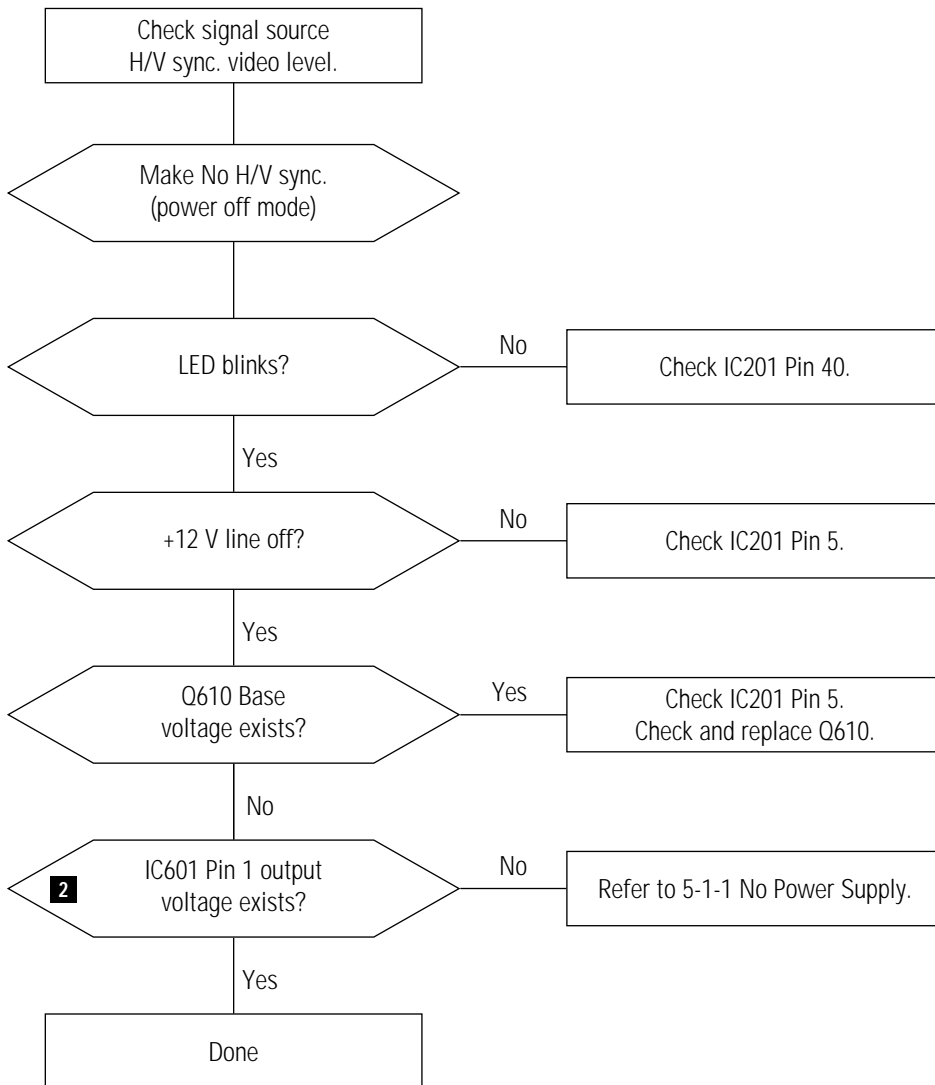 Check signal source
H/V sync. video level.
Make No H/V sync.
(power off mode)
LED blinks?
No
Check IC201 Pin 40.
Yes
+12 V line off?
No
Check IC201 Pin 5.
Yes
Q610 Base
voltage exists?
Yes
Check IC201 Pin 5.
Check and replace Q610.
No
2
IC601 Pin 1 output
voltage exists?
No
Refer to 5-1-1 No Power Supply.
Yes
Done